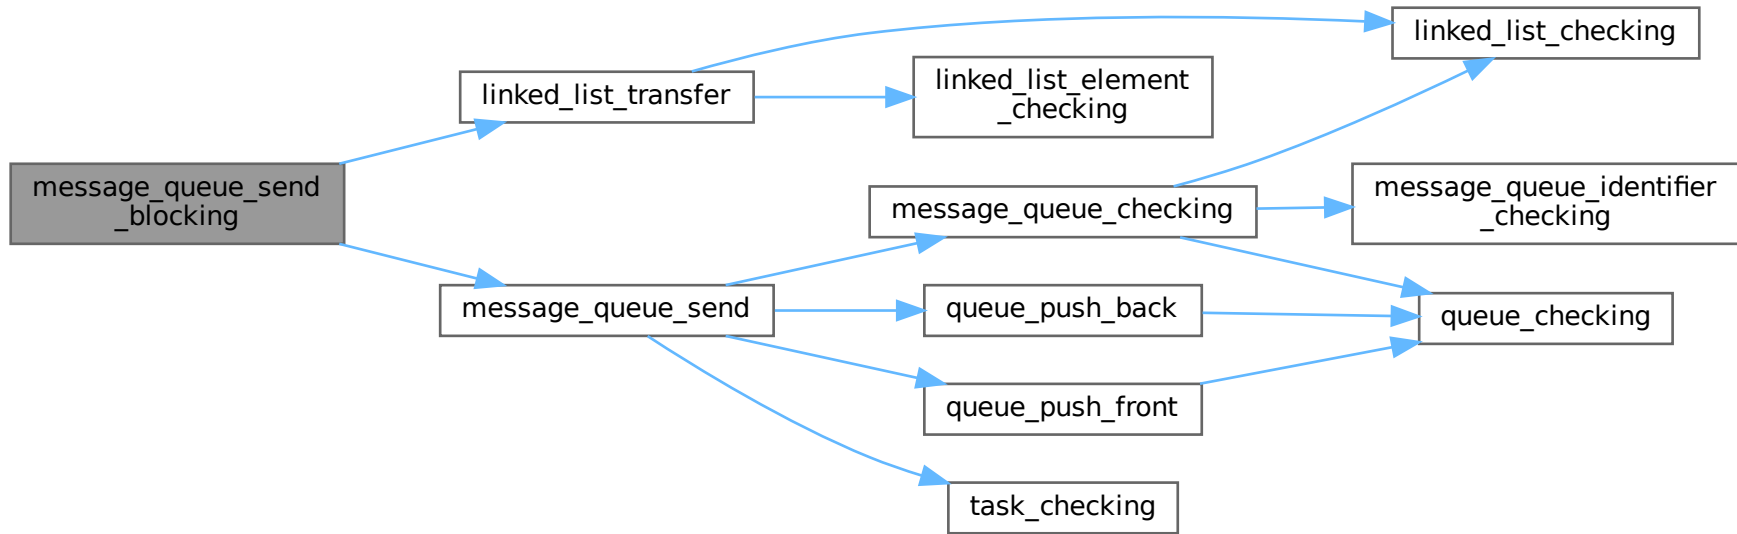 message_queue_send
_blocking
linked_list_transfer
message_queue_send
linked_list_element
_checking
message_queue_checking
queue_push_back
queue_push_front
task_checking
linked_list_checking
message_queue_identifier
_checking
queue_checking